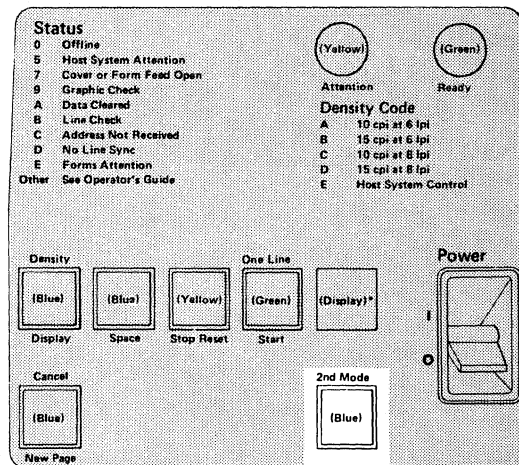 Status
0 Offline
5 Host System Attention
7 Cover or Form Feed Open
9 Graphic Check
A Data Cleared
B Line Check
C Address Not Received
D No Line Sync
E Forms Attention
Other See Operator's Guide
(Yellow)
Attention
(Green)
Ready
Density Code
A 10 cpi at 6 lpi
B 15 cpi at 6 lpi
C 10 cpi at 8 lpi
D 15 cpi at 8 lpi
E Host System Control
Density
(Blue)
Display
(Blue)
Space
(Yellow)
Stop Reset
One Line
(Green)
Start
(Display)*
Power
I
O
Cancel
(Blue)
New Page
2nd Mode
(Blue)